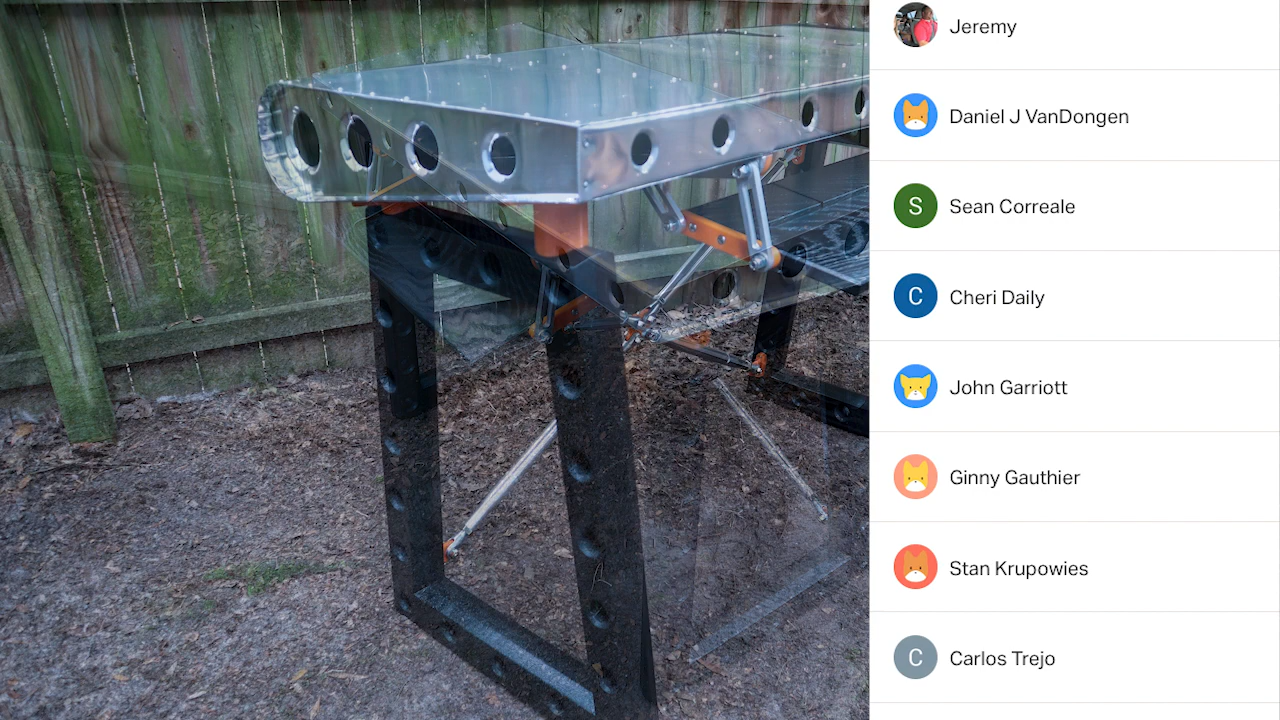 Jeremy
Daniel J VanDongen
S Sean Correale
C Cheri Daily
John Garriott
Ginny Gauthier
Stan Krupowies
C Carlos Trejo